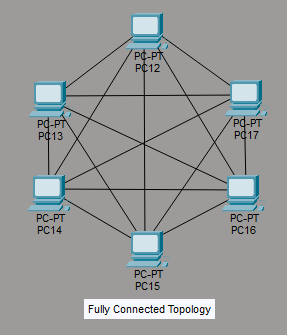 PC-PT
PC12
PC-PT
PC13
PC-PT
PC17
PC-PT
PC14
PC-PT
PC16
PC-PT
PC15
Fully Connected Topology